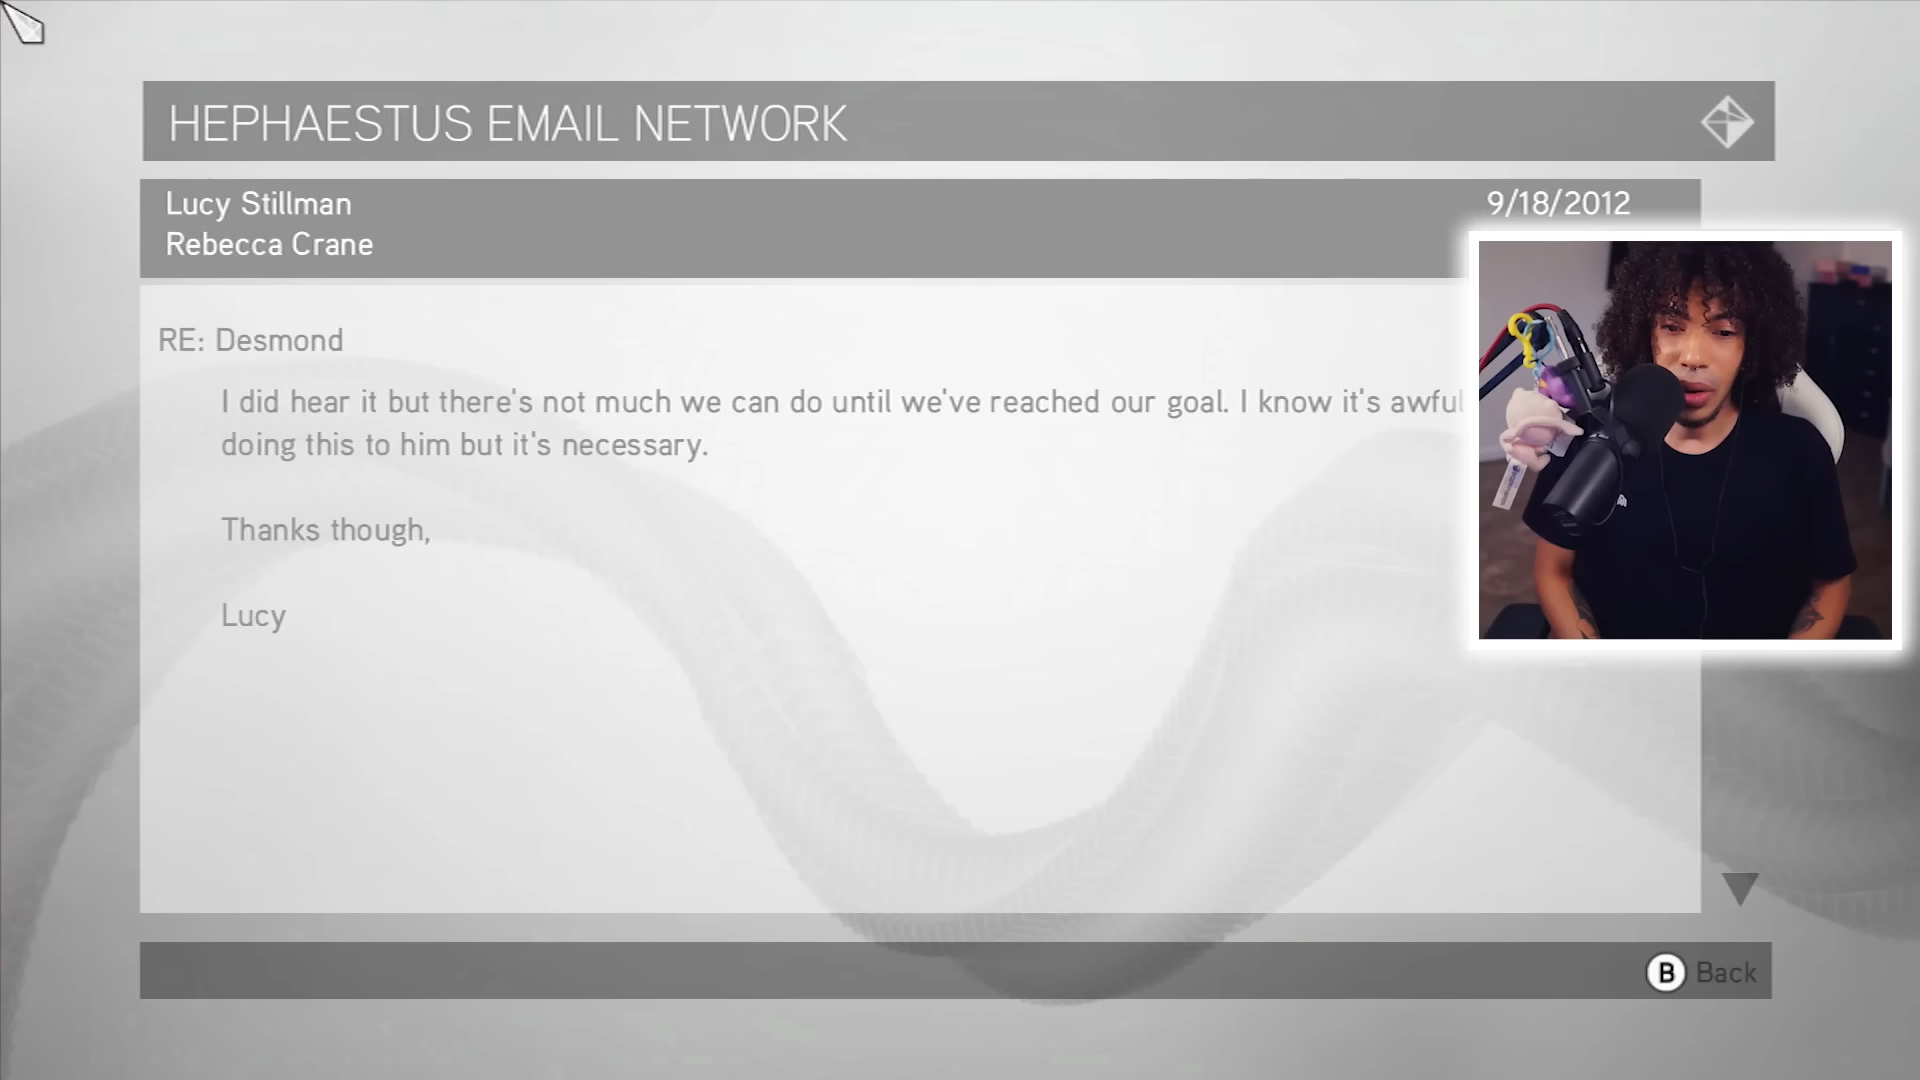 HEPHAESTUS EMAIL NETWORK
Lucy Stillman
9/18/2012
Rebecca Crane
RE: Desmond
I did hear it but there's not much we can do until we've reached our goal. I know it's awful
doing this to him but it's necessary.
Thanks though,
Lucy
B Back